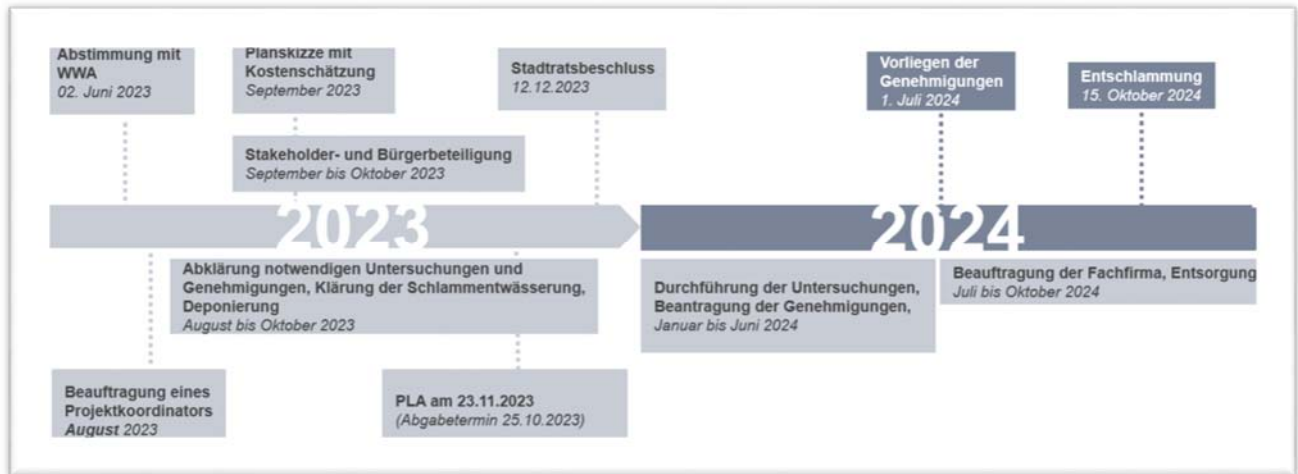 Abstimmung mit
WWA
02. Juni 2023
Planskizze mit
Kostenschätzung
September 2023
Stadtratsbeschluss
12.12.2023
Vorliegen der
Genehmigungen
1. Juli 2024
Entschlammung
15. Oktober 2024
Stakeholder- und Bürgerbeteiligung
September bis Oktober 2023
2023
2024
Abklärung notwendigen Untersuchungen und
Genehmigungen, Klärung der Schlammentwässerung,
Deponierung
August bis Oktober 2023
Durchführung der Untersuchungen,
Beantragung der Genehmigungen,
Januar bis Juni 2024
Beauftragung der Fachfirma, Entsorgung
Juli bis Oktober 2024
Beauftragung eines
Projektkoordinators
August 2023
PLA am 23.11.2023
(Abgabetermin 25.10.2023)